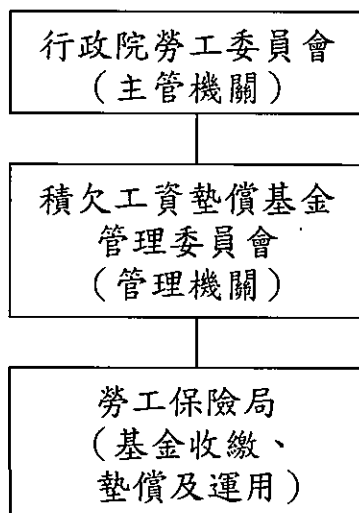 行政院勞工委員會
（主管機關）
積欠工資墊償基金
管理委員會
（管理機關）
勞工保險局
（基金收繳、
墊償及運用）